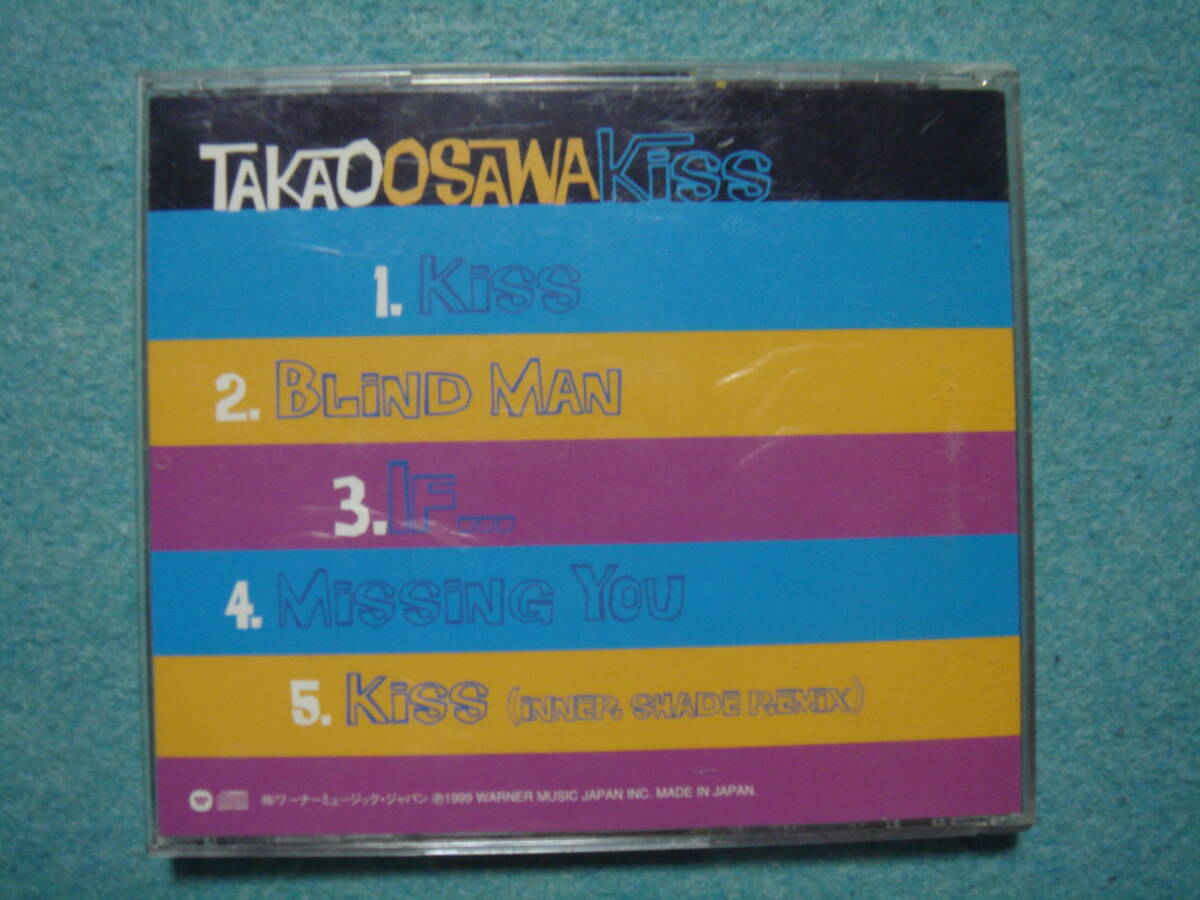 TAKAO OSAWA KiSS
1. KiSS
2. BLiND MAN
3. IF...
4. MiSSiNG YOU
5. KiSS (iNNER SHADE REMiX)
㈱ワーナーミュージック・ジャパン ℗1999 WARNER MUSIC JAPAN INC. MADE IN JAPAN.